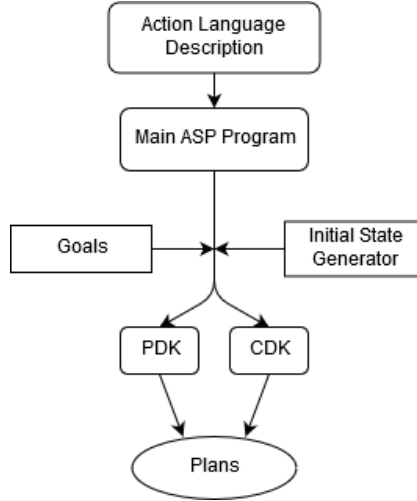 Action Language
Description
Main ASP Program
Goals
Initial State
Generator
PDK
CDK
Plans